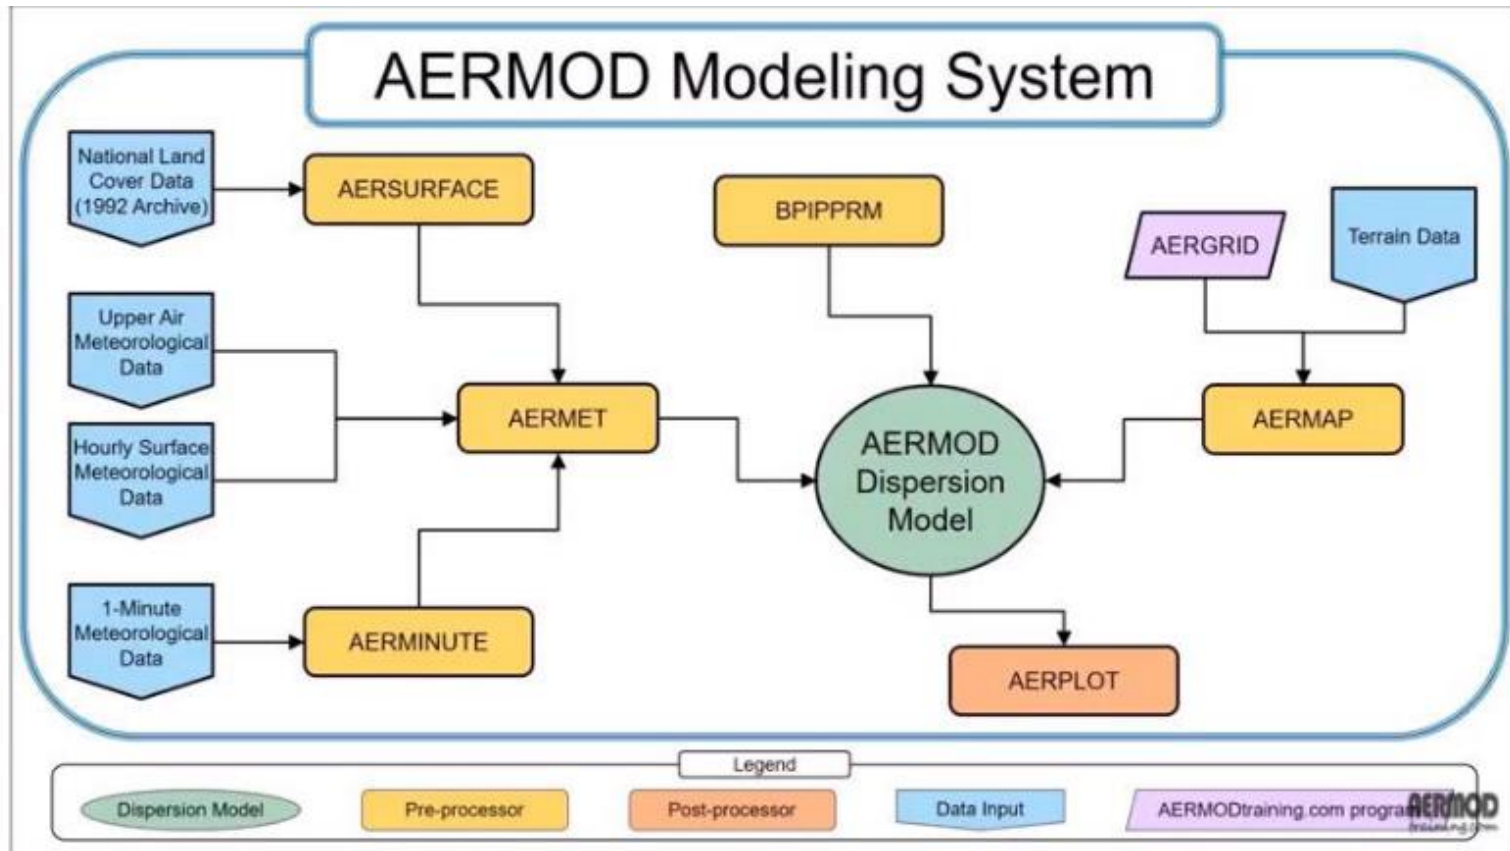 AERMOD Modeling System
National Land
Cover Data
(1992 Archive)
AERSURFACE
BPIPPRM
AERGRID
Terrain Data
Upper Air
Meteorological
Data
AERMET
AERMOD
Dispersion
Model
AERMAP
Hourly Surface
Meteorological
Data
1-Minute
Meteorological
Data
AERMINUTE
AERPLOT
Legend
Dispersion Model
Pre-processor
Post-processor
Data Input
AERMODtraining.com
AERMOD
training.com